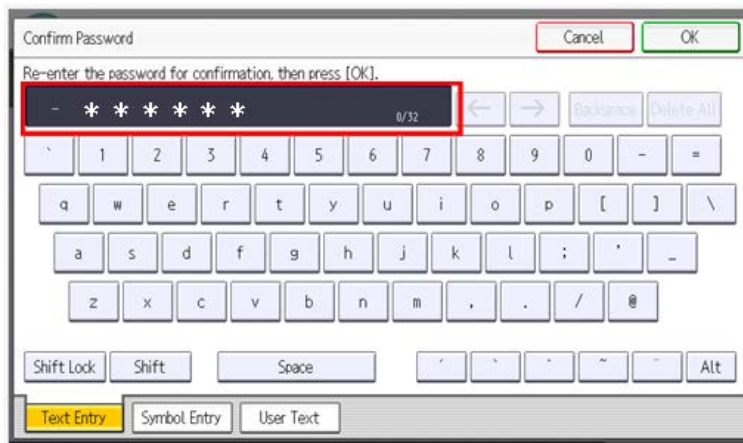 Confirm Password Cancel OK
Re-enter the password for confirmation, then press [OK].
_ * * * * * * 0/32 ← → Backspace Delete All
` 1 2 3 4 5 6 7 8 9 0 - =
q w e r t y u i o p [ ] \
a s d f g h j k l ; ' _
z x c v b n m , . / @
Shift Lock Shift Space ´ ` ^ ~ ¨ Alt
Text Entry Symbol Entry User Text